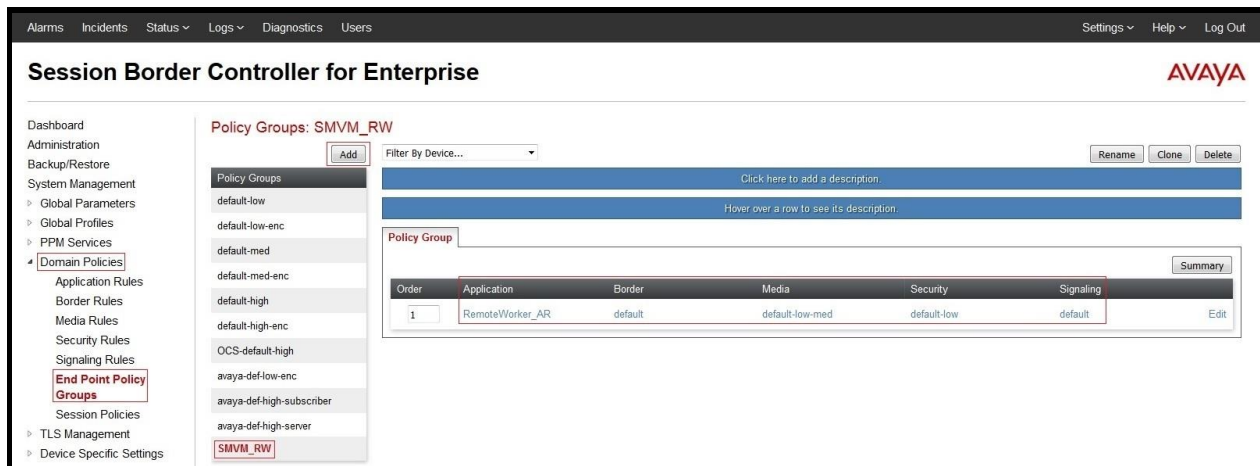 Alarms Incidents Status Logs Diagnostics Users Settings Help Log Out
Session Border Controller for Enterprise
AVAYA
Dashboard
Administration
Backup/Restore
System Management
Global Parameters
Global Profiles
PPM Services
Domain Policies
Application Rules
Border Rules
Media Rules
Security Rules
Signaling Rules
End Point Policy
Groups
Session Policies
TLS Management
Device Specific Settings
Policy Groups: SMVM_RW
Add
Policy Groups
default-low
default-low-enc
default-med
default-med-enc
default-high
default-high-enc
OCS-default-high
avaya-def-low-enc
avaya-def-high-subscriber
avaya-def-high-server
SMVM_RW
Filter By Device...
Rename Clone Delete
Click here to add a description.
Hover over a row to see its description.
Policy Group
Summary
Order Application Border Media Security Signaling
1 RemoteWorker_AR default default-low-med default-low default Edit